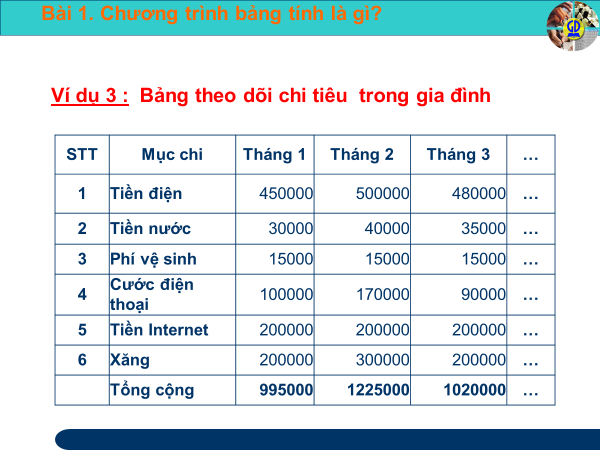 Bài 1. Chương trình bảng tính là gì?
Ví dụ 3 : Bảng theo dõi chi tiêu trong gia đình
STT Mục chi Tháng 1 Tháng 2 Tháng 3 …
1 Tiền điện 450000 500000 480000 …
2 Tiền nước 30000 40000 35000 …
3 Phí vệ sinh 15000 15000 15000 …
4 Cước điện thoại 100000 170000 90000 …
5 Tiền Internet 200000 200000 200000 …
6 Xăng 200000 300000 200000 …
Tổng cộng 995000 1225000 1020000 …